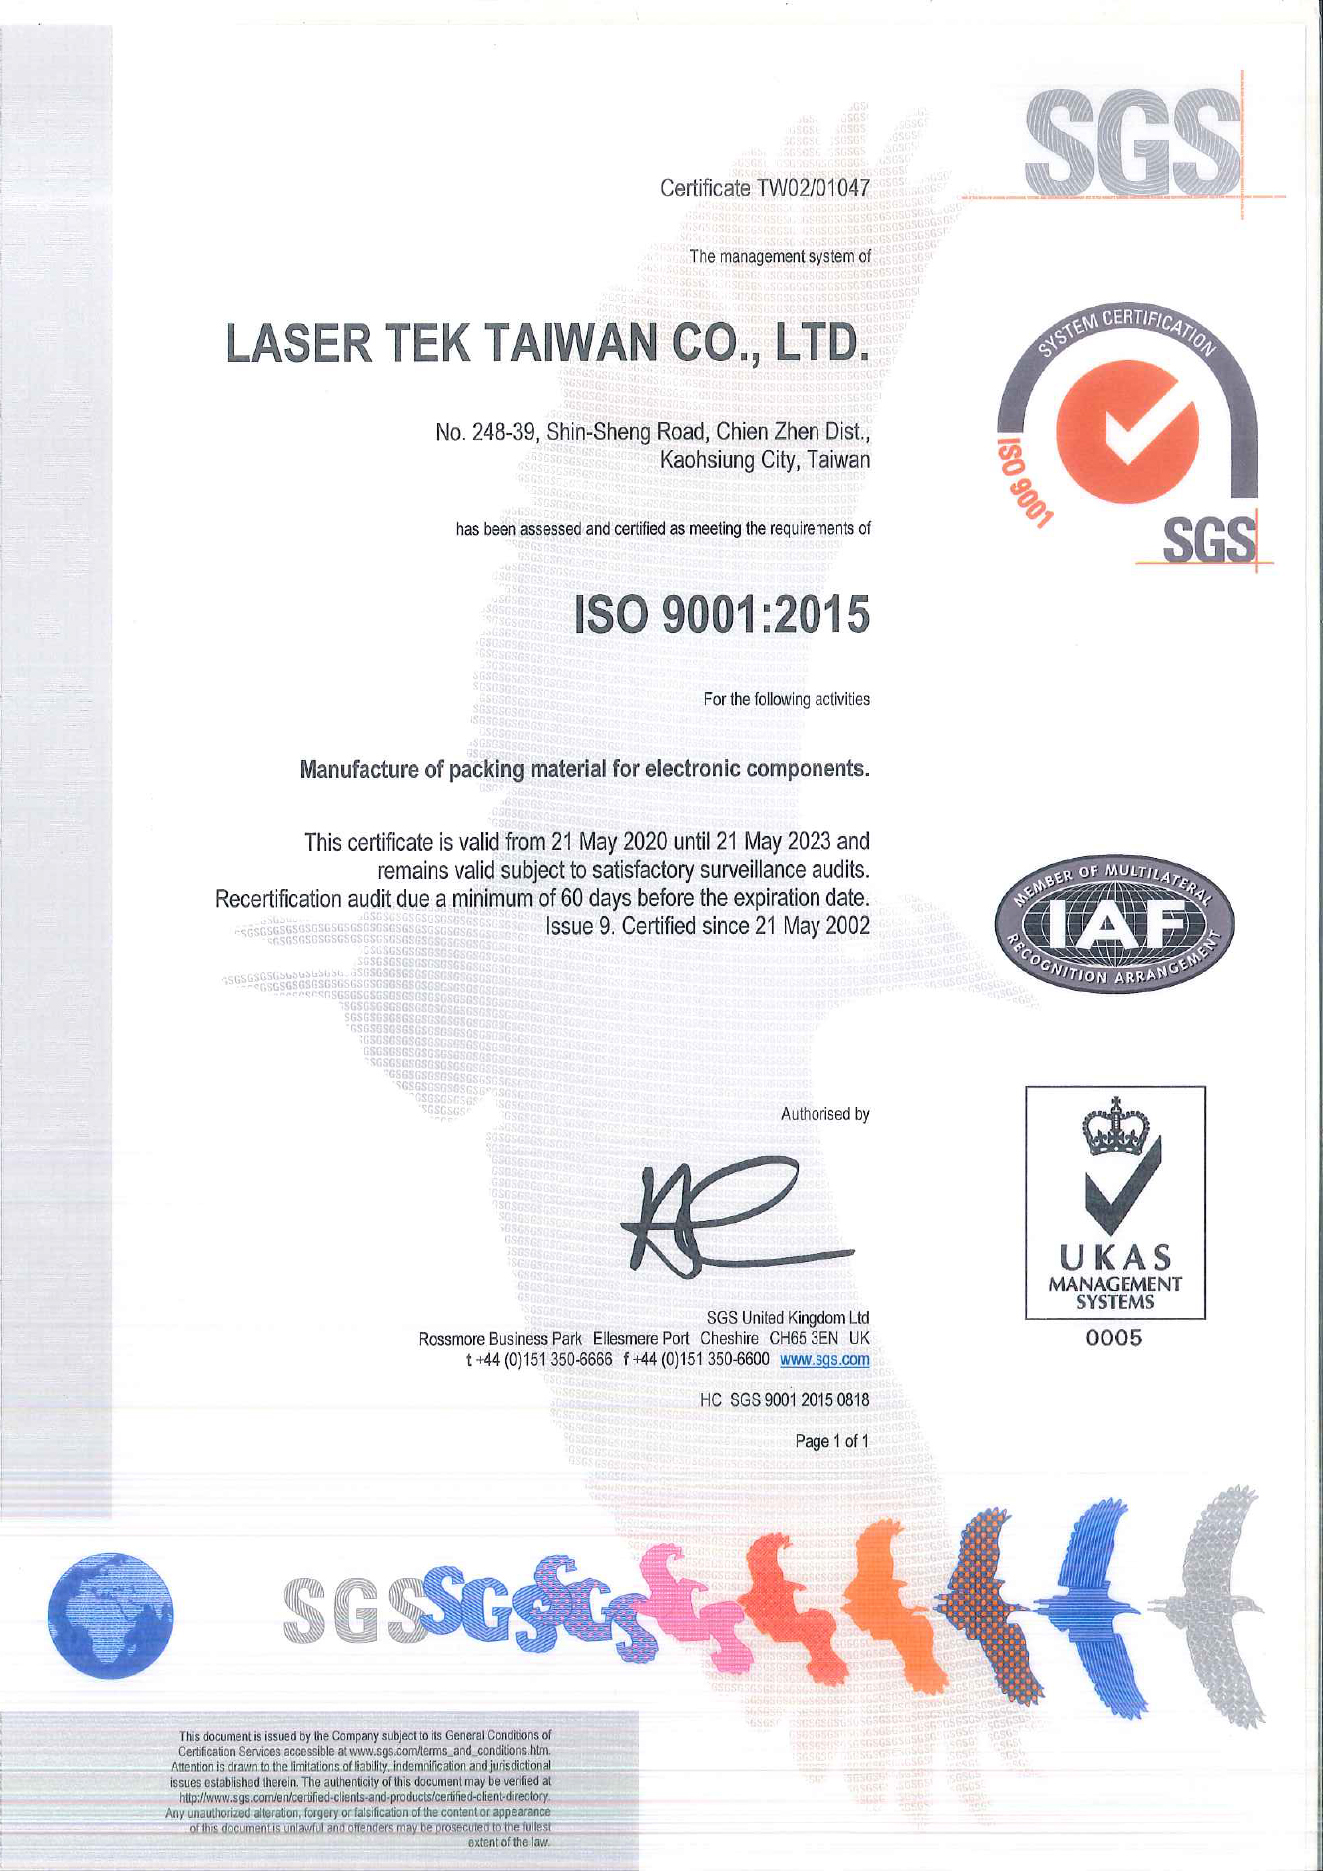 SGS
Certificate TW02/01047
The management system of
LASER TEK TAIWAN CO., LTD.
No. 248-39, Shin-Sheng Road, Chien Zhen Dist.,
Kaohsiung City, Taiwan
has been assessed and certified as meeting the requirements of
ISO 9001:2015
For the following activities
Manufacture of packing material for electronic components.
This certificate is valid from 21 May 2020 until 21 May 2023 and
remains valid subject to satisfactory surveillance audits.
Recertification audit due a minimum of 60 days before the expiration date.
Issue 9. Certified since 21 May 2002
Authorised by
SGS United Kingdom Ltd
Rossmore Business Park Ellesmere Port Cheshire CH65 3EN UK
t +44 (0)151 350-6666 f +44 (0)151 350-6600 www.sgs.com
HC SGS 9001 2015 0818
Page 1 of 1
SYSTEM CERTIFICATION
ISO 9001
SGS
MEMBER OF MULTILATERAL
IAF
RECOGNITION ARRANGEMENT
UKAS
MANAGEMENT
SYSTEMS
0005
SGS SGS SGS
This document is issued by the Company subject to its General Conditions of
Certification Services accessible at www.sgs.com/terms_and_conditions.htm.
Attention is drawn to the limitations of liability, indemnification and jurisdictional
issues established therein. The authenticity of this document may be verified at
http://www.sgs.com/en/certified-clients-and-products/certified-client-directory.
Any unauthorized alteration, forgery or falsification of the content or appearance
of this document is unlawful and offenders may be prosecuted to the fullest
extent of the law.